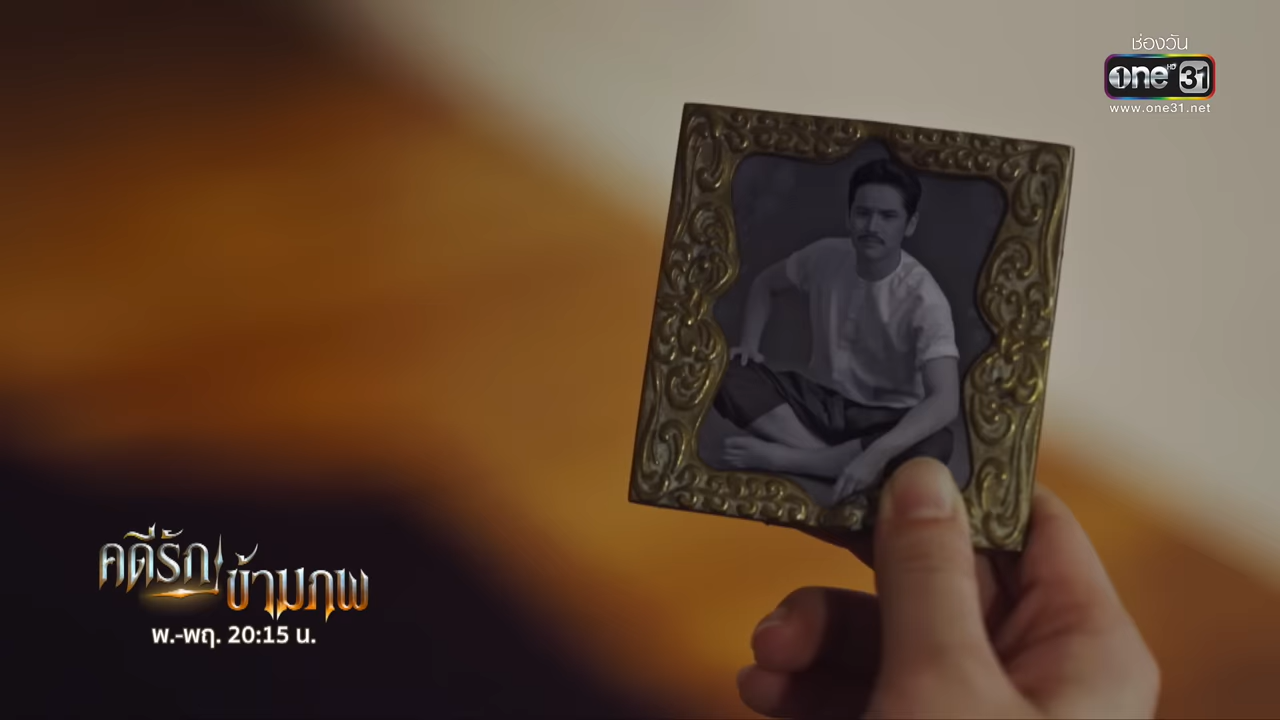 ช่องวัน
one HD 31
www.one31.net
คดีรัก
ข้ามภพ
พ.-พฤ. 20:15 น.